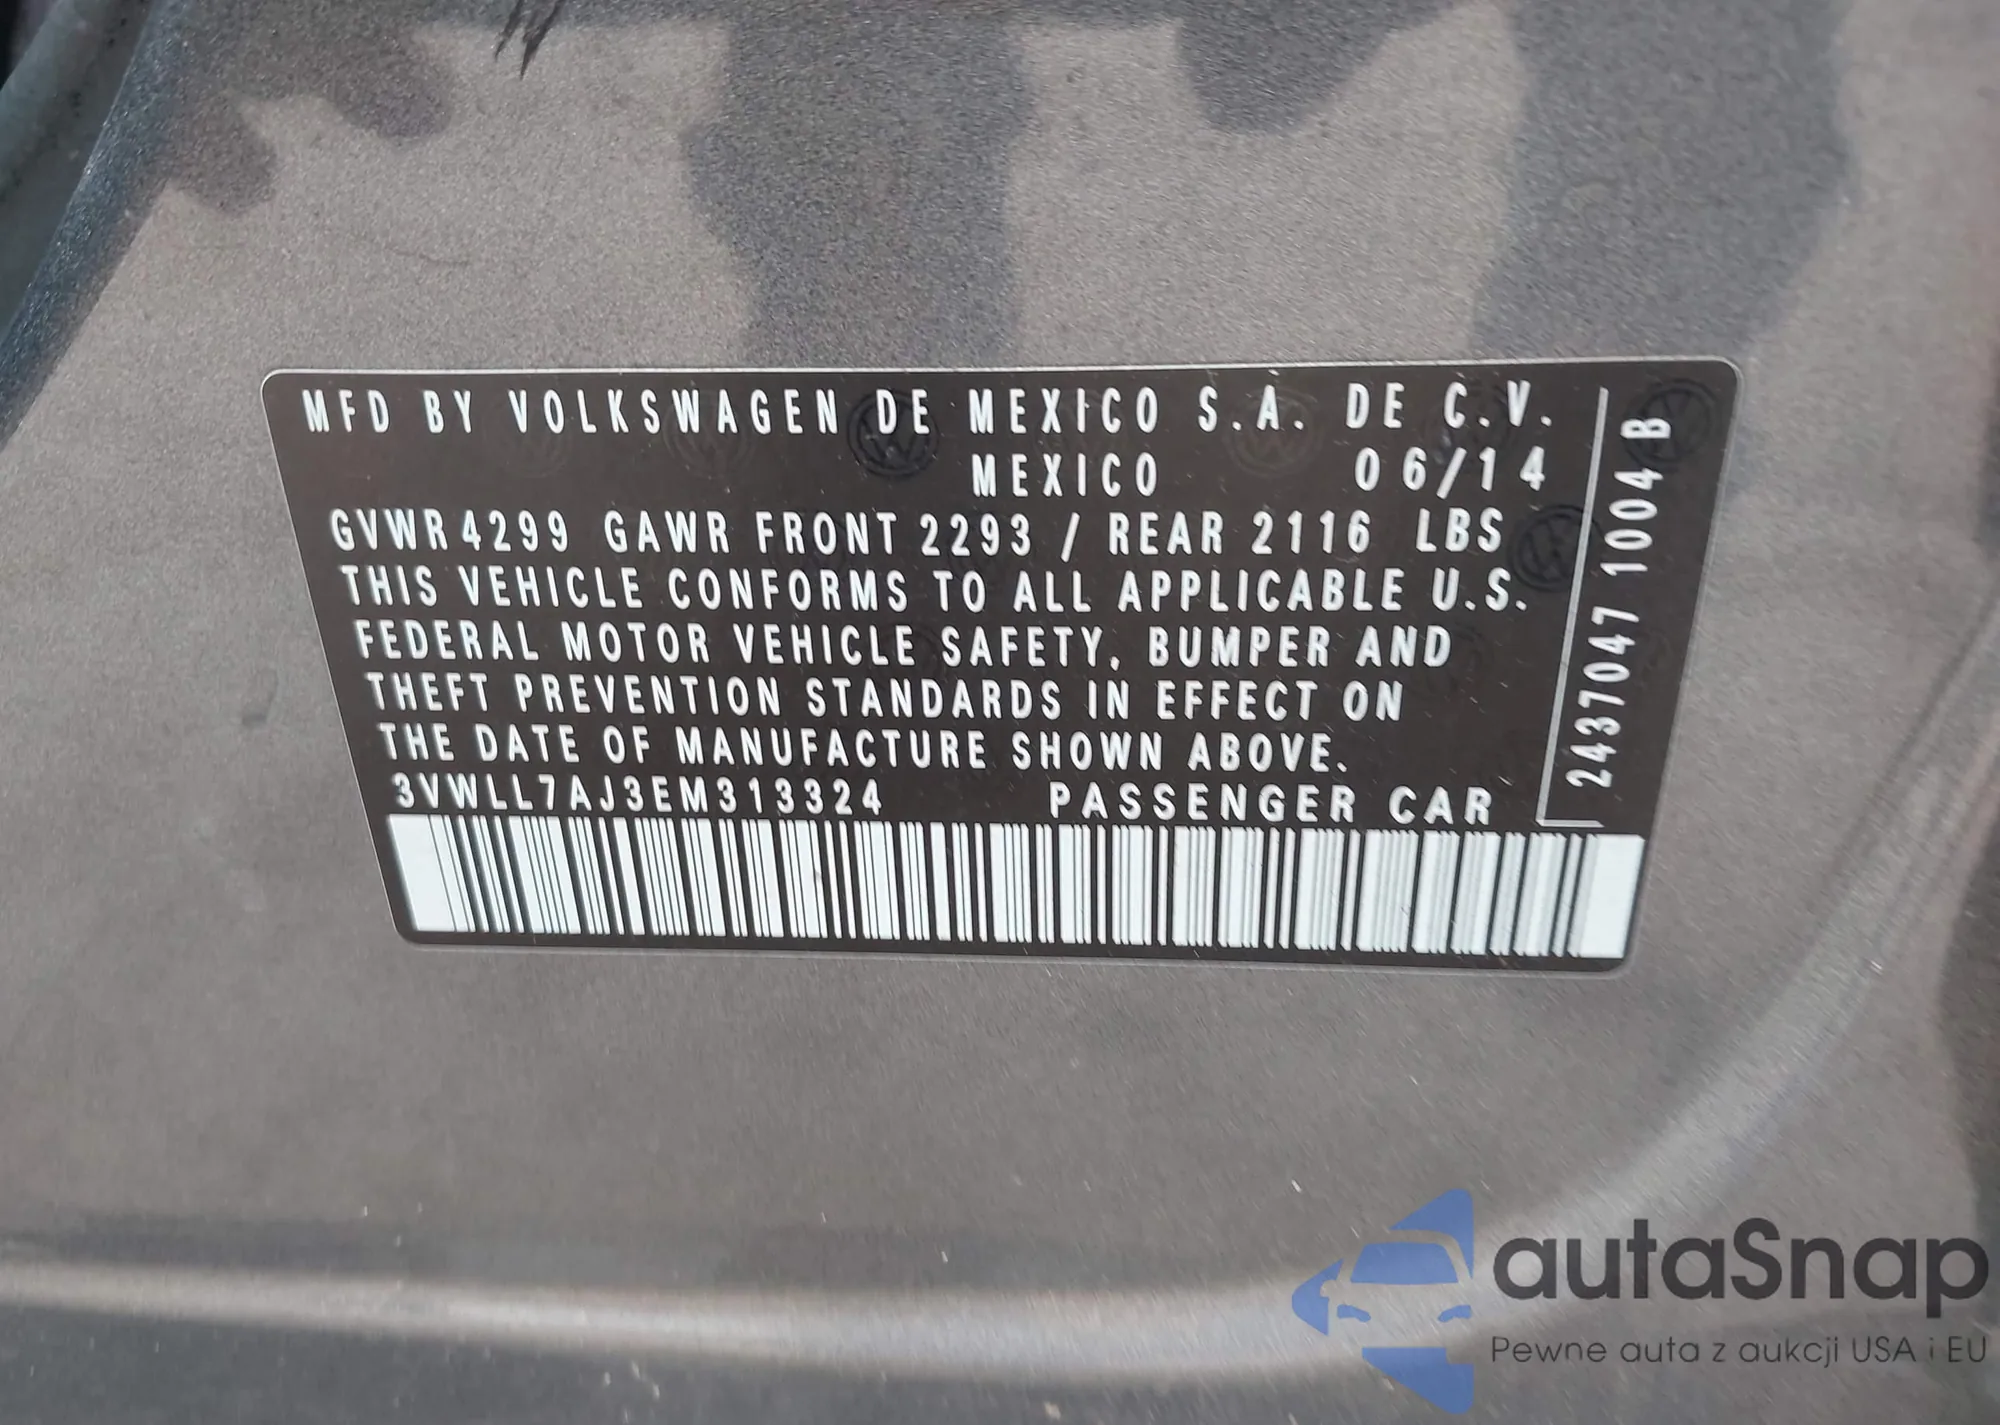 MFD BY VOLKSWAGEN DE MEXICO S.A. DE C.V.
MEXICO 06/14
GVWR 4299 GAWR FRONT 2293 / REAR 2116 LBS
THIS VEHICLE CONFORMS TO ALL APPLICABLE U.S.
FEDERAL MOTOR VEHICLE SAFETY, BUMPER AND
THEFT PREVENTION STANDARDS IN EFFECT ON
THE DATE OF MANUFACTURE SHOWN ABOVE.
3VWLL7AJ3EM313324 PASSENGER CAR
2437047 1004 B
autaSnap
Pewne auta z aukcji USA i EU